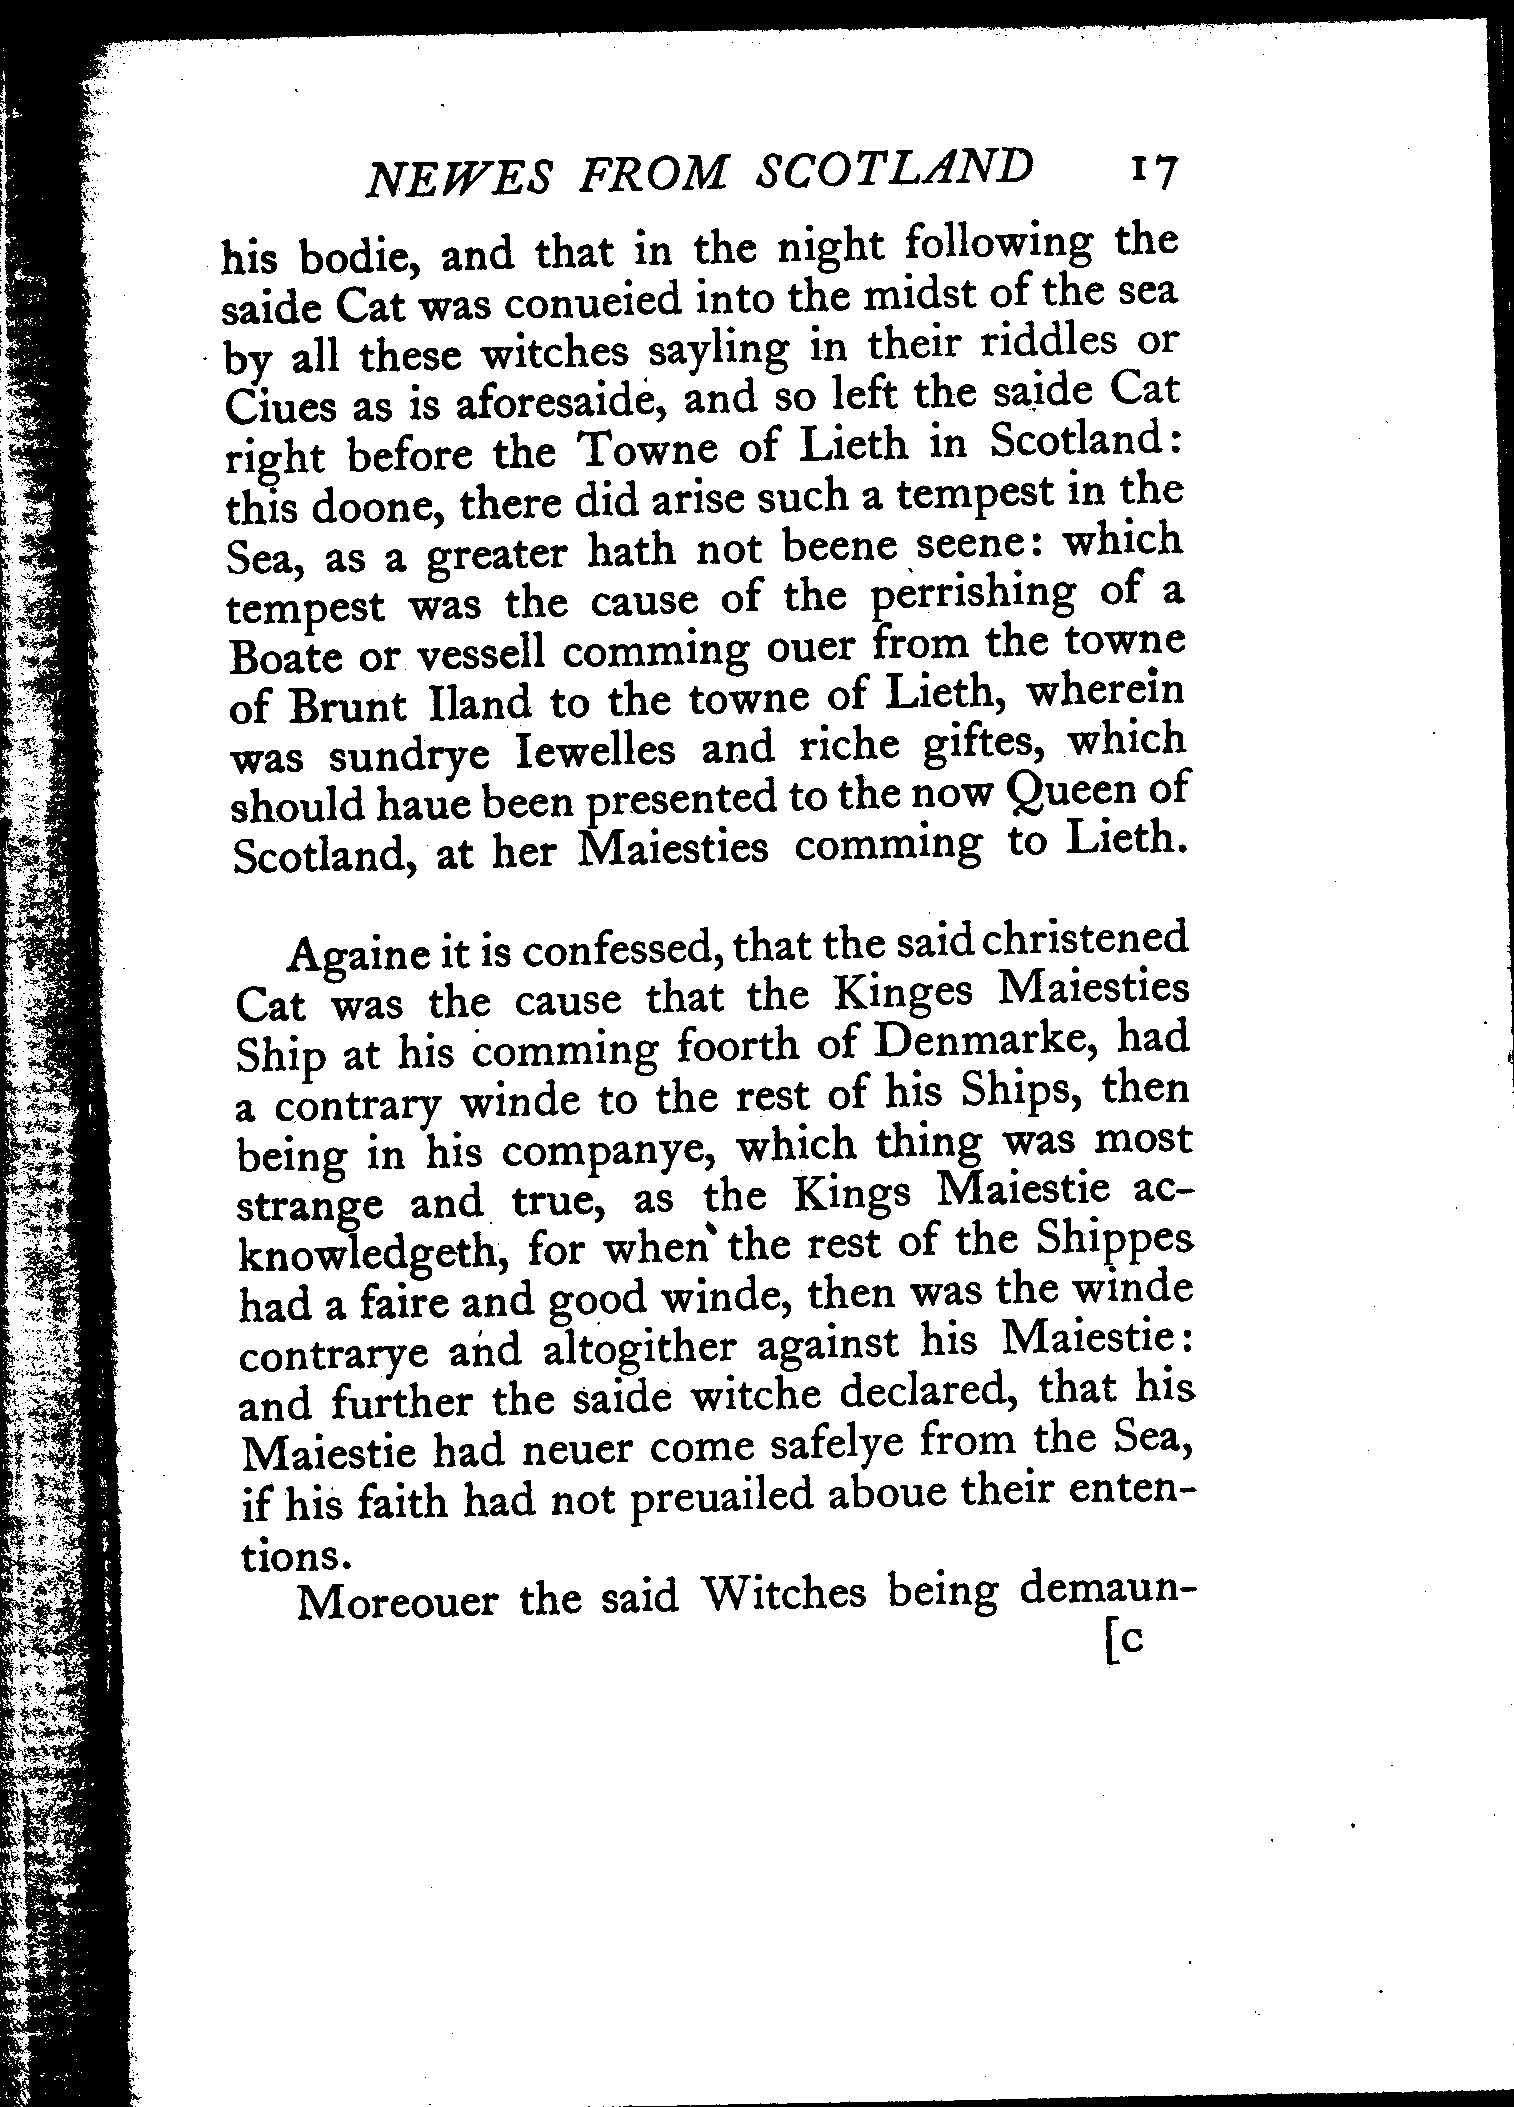 NEWES FROM SCOTLAND 17
his bodie, and that in the night following the
saide Cat was conueied into the midst of the sea
by all these witches sayling in their riddles or
Ciues as is aforesaide, and so left the saide Cat
right before the Towne of Lieth in Scotland:
this doone, there did arise such a tempest in the
Sea, as a greater hath not beene seene: which
tempest was the cause of the perrishing of a
Boate or vessell comming ouer from the towne
of Brunt Iland to the towne of Lieth, wherein
was sundrye Iewelles and riche giftes, which
should haue been presented to the now Queen of
Scotland, at her Maiesties comming to Lieth.
Againe it is confessed, that the said christened
Cat was the cause that the Kinges Maiesties
Ship at his comming foorth of Denmarke, had
a contrary winde to the rest of his Ships, then
being in his companye, which thing was most
strange and true, as the Kings Maiestie ac-
knowledgeth, for when the rest of the Shippes
had a faire and good winde, then was the winde
contrarye and altogither against his Maiestie:
and further the saide witche declared, that his
Maiestie had neuer come safelye from the Sea,
if his faith had not preuailed aboue their enten-
tions.
Moreouer the said Witches being demaun-
[c